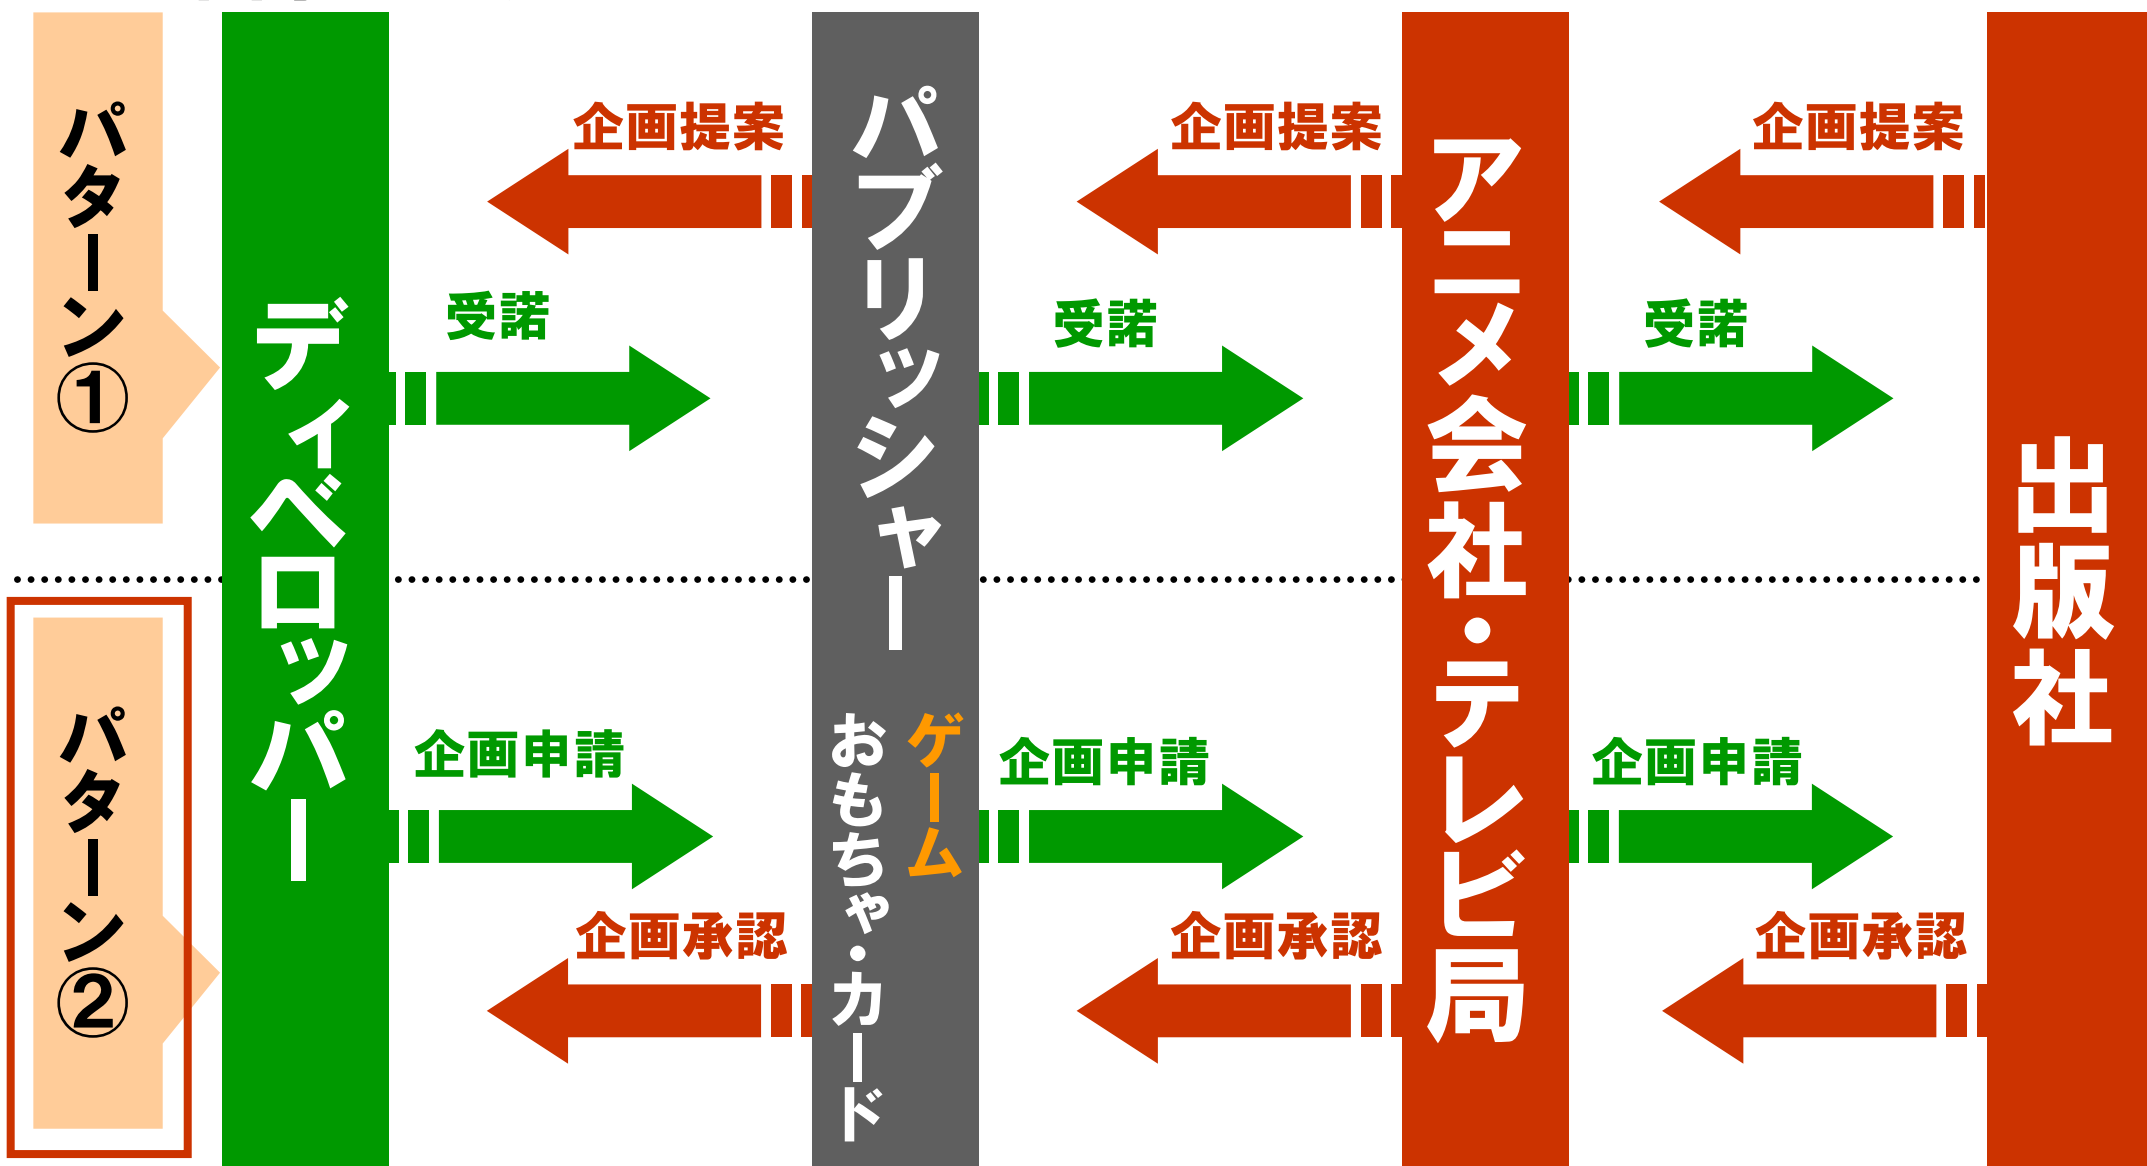 パターン①
ディベロッパー
パブリッシャー
ゲーム
おもちゃ・カード
アニメ会社・テレビ局
出版社
企画提案
企画提案
企画提案
受諾
受諾
受諾
パターン②
企画申請
企画申請
企画申請
企画承認
企画承認
企画承認